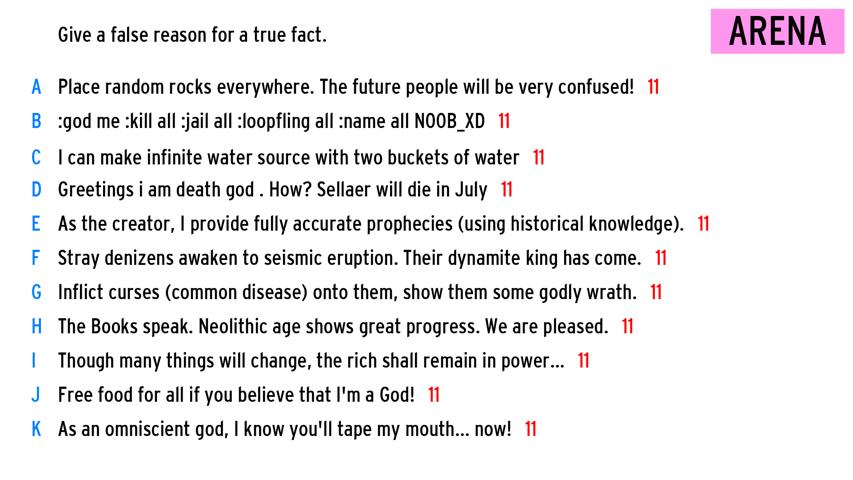 Give a false reason for a true fact.
ARENA
A Place random rocks everywhere. The future people will be very confused! 11
B :god me :kill all :jail all :loopfling all :name all N00B_XD 11
C I can make infinite water source with two buckets of water 11
D Greetings i am death god . How? Sellaer will die in July 11
E As the creator, I provide fully accurate prophecies (using historical knowledge). 11
F Stray denizens awaken to seismic eruption. Their dynamite king has come. 11
G Inflict curses (common disease) onto them, show them some godly wrath. 11
H The Books speak. Neolithic age shows great progress. We are pleased. 11
I Though many things will change, the rich shall remain in power... 11
J Free food for all if you believe that I'm a God! 11
K As an omniscient god, I know you'll tape my mouth... now! 11